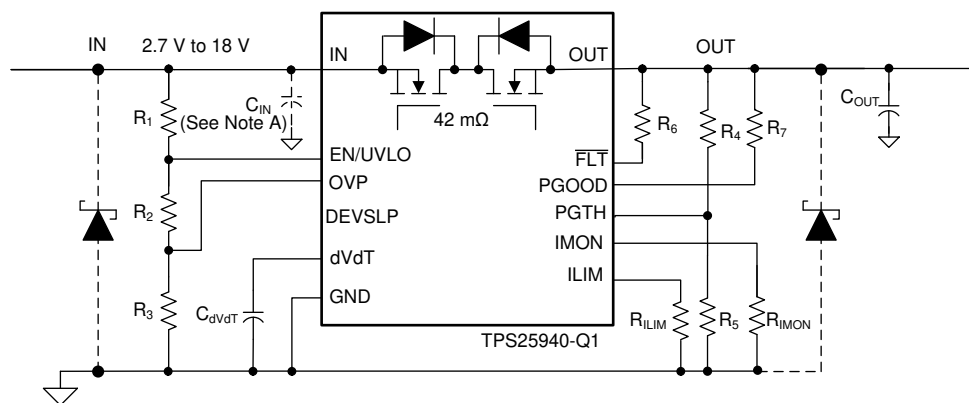 IN
2.7 V to 18 V
IN
OUT
OUT
R1
CIN
(See Note A)
42 mΩ
COUT
R6
R4
R7
FLT
EN/UVLO
OVP
PGOOD
R2
DEVSLP
PGTH
IMON
dVdT
ILIM
GND
R3
CdVdT
RILIM
R5
RIMON
TPS25940-Q1